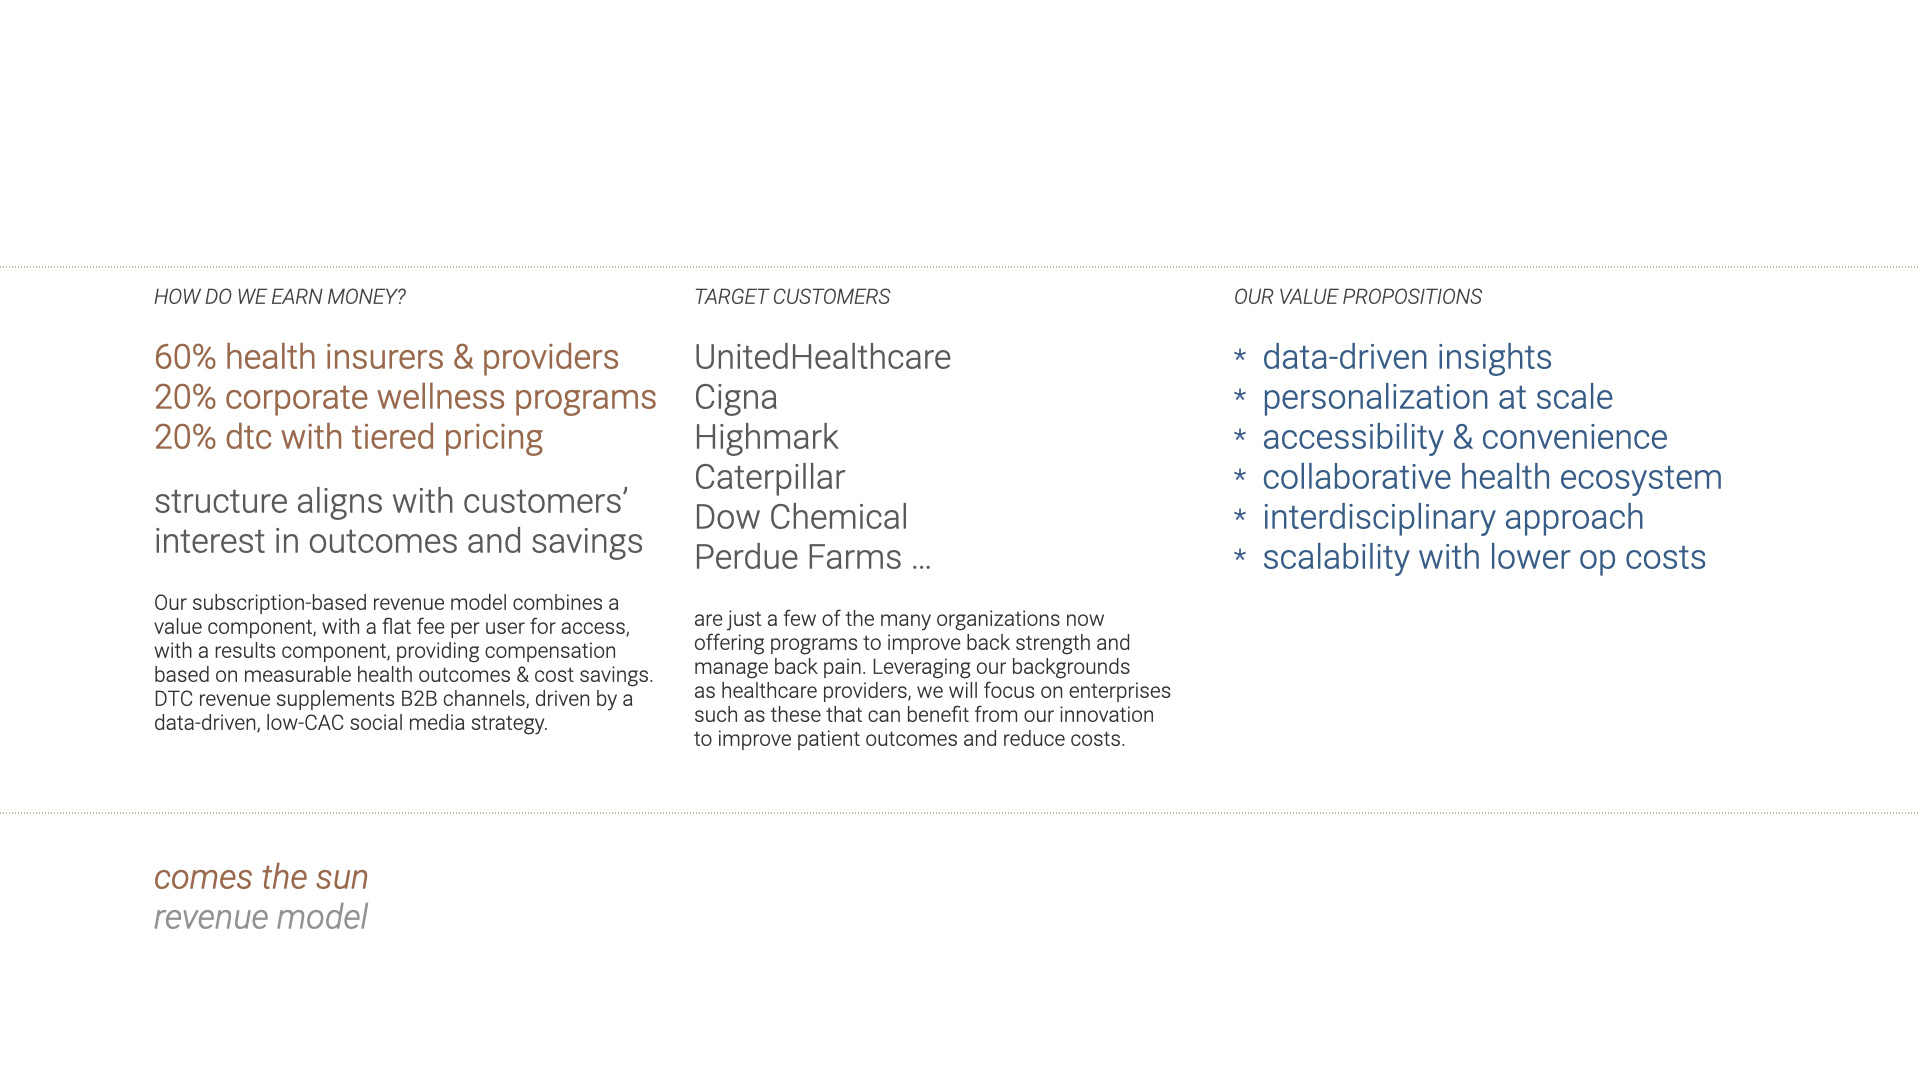 HOW DO WE EARN MONEY?
60% health insurers & providers
20% corporate wellness programs
20% dtc with tiered pricing
structure aligns with customers’
interest in outcomes and savings
Our subscription-based revenue model combines a
value component, with a flat fee per user for access,
with a results component, providing compensation
based on measurable health outcomes & cost savings.
DTC revenue supplements B2B channels, driven by a
data-driven, low-CAC social media strategy.
TARGET CUSTOMERS
UnitedHealthcare
Cigna
Highmark
Caterpillar
Dow Chemical
Perdue Farms ...
are just a few of the many organizations now
offering programs to improve back strength and
manage back pain. Leveraging our backgrounds
as healthcare providers, we will focus on enterprises
such as these that can benefit from our innovation
to improve patient outcomes and reduce costs.
OUR VALUE PROPOSITIONS
* data-driven insights
* personalization at scale
* accessibility & convenience
* collaborative health ecosystem
* interdisciplinary approach
* scalability with lower op costs
comes the sun
revenue model